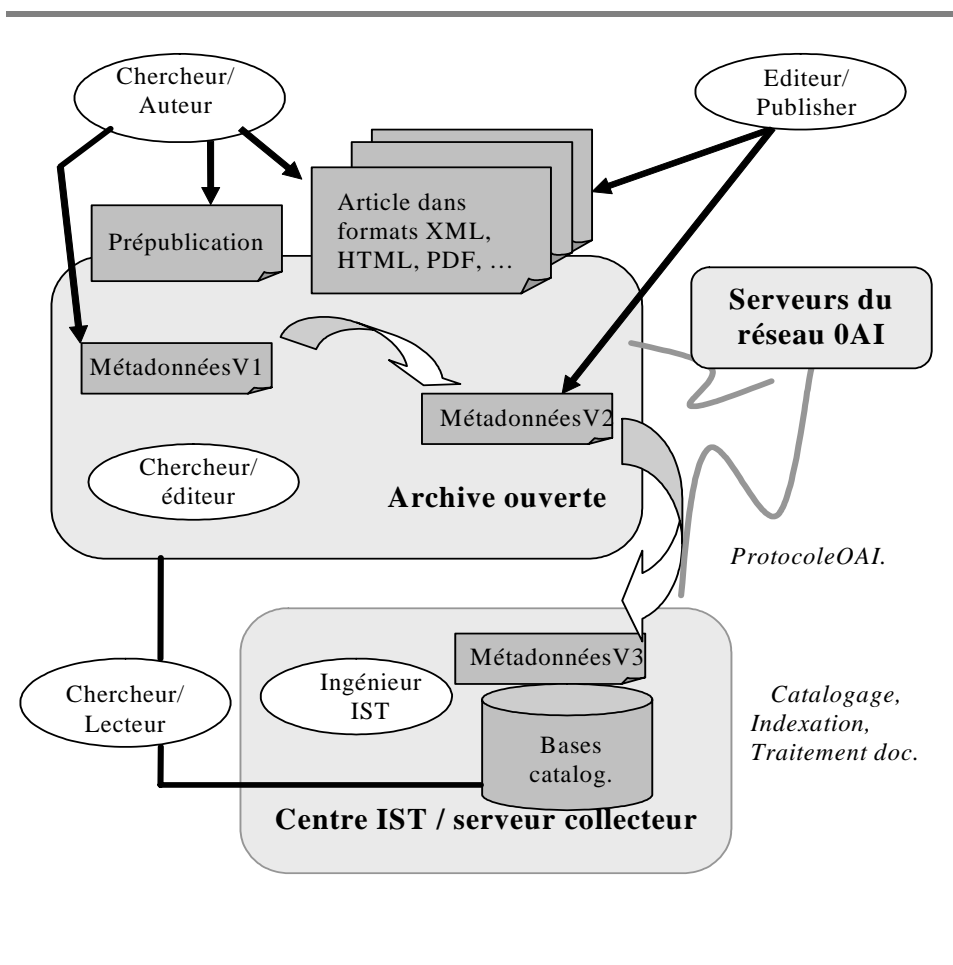 Chercheur/
Auteur
Editeur/
Publisher
Article dans
formats XML,
HTML, PDF, …
Prépublication
Serveurs du
réseau 0AI
MétadonnéesV1
MétadonnéesV2
Chercheur/
éditeur
Archive ouverte
ProtocoleOAI.
MétadonnéesV3
Ingénieur
IST
Chercheur/
Lecteur
Catalogage,
Indexation,
Traitement doc.
Bases
catalog.
Centre IST / serveur collecteur